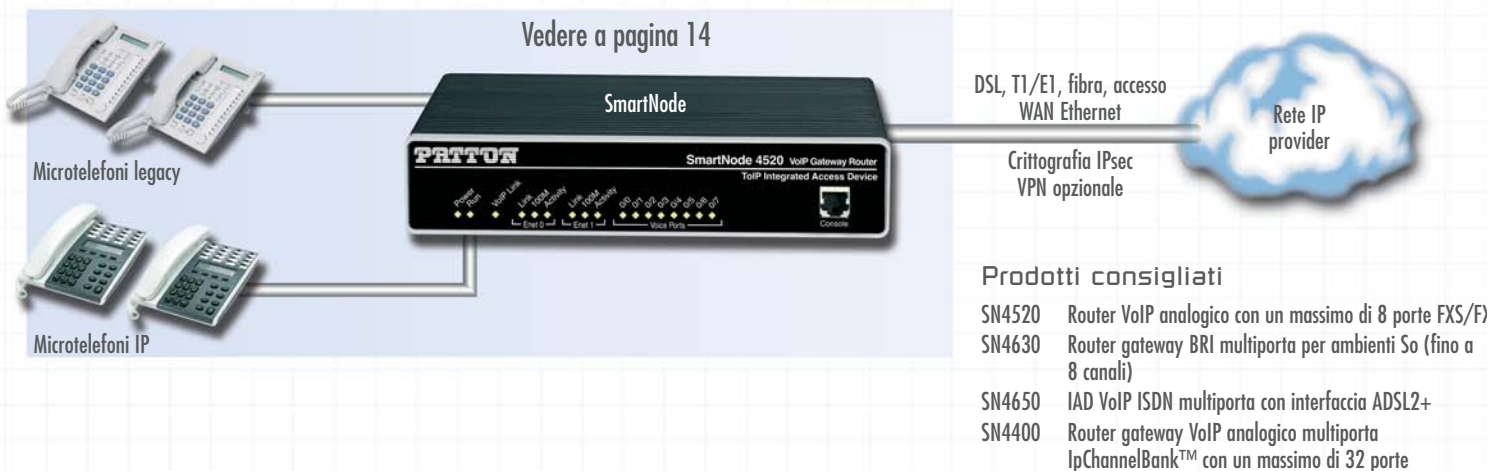 Vedere a pagina 14
SmartNode
PATTON
SmartNode 4520 VoIP Gateway Router
ToIP Integrated Access Device
Power
Run
VoIP Link
Link
100M
Activity
Link
100M
Activity
0/0
0/1
0/2
0/3
0/4
0/5
0/6
0/7
Enet 0
Enet 1
Voice Ports
Console
Microtelefoni legacy
Microtelefoni IP
DSL, T1/E1, fibra, accesso
WAN Ethernet
Crittografia IPsec
VPN opzionale
Rete IP
provider
Prodotti consigliati
SN4520 Router VoIP analogico con un massimo di 8 porte FXS/FX
SN4630 Router gateway BRI multiporta per ambienti So (fino a
8 canali)
SN4650 IAD VoIP ISDN multiporta con interfaccia ADSL2+
SN4400 Router gateway VoIP analogico multiporta
IpChannelBank™ con un massimo di 32 porte